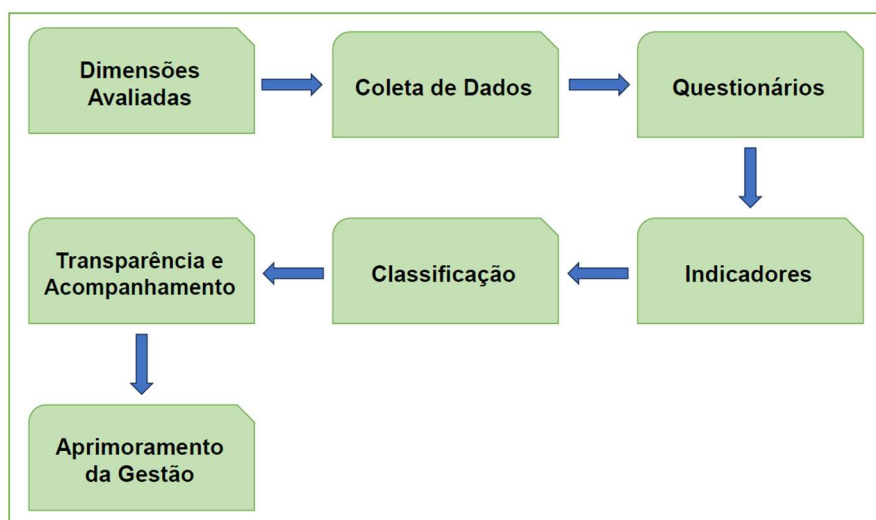 Dimensões
Avaliadas
Coleta de Dados
Questionários
Indicadores
Classificação
Transparência e
Acompanhamento
Aprimoramento
da Gestão